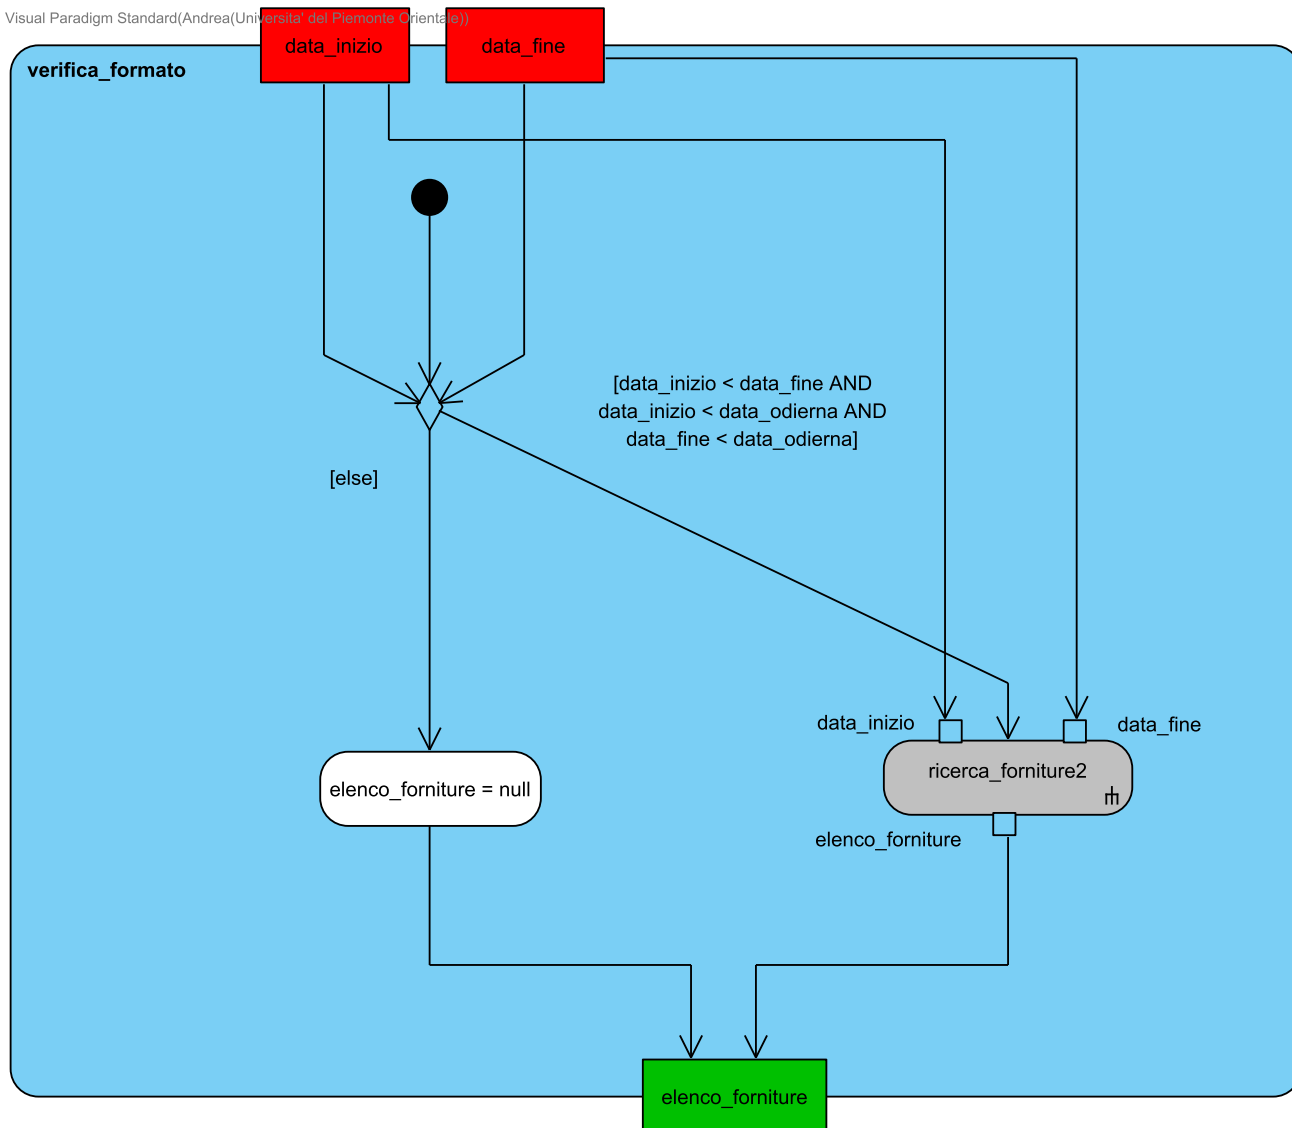 Visual Paradigm Standard(Andrea(Universita' del Piemonte Orientale))
data_inizio
data_fine
verifica_formato
[data_inizio < data_fine AND
data_inizio < data_odierna AND
data_fine < data_odierna]
[else]
data_inizio
data_fine
ricerca_forniture2
elenco_forniture = null
elenco_forniture
elenco_forniture